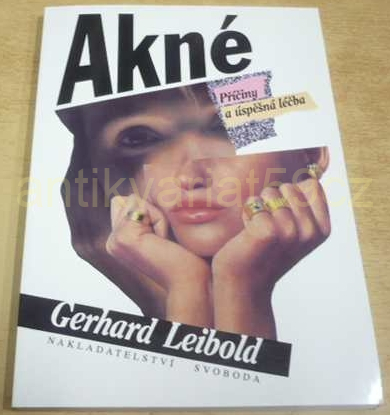 Akné
Příčiny
a úspěšná léčba
antikvariat59.cz
Gerhard Leibold
NAKLADATELSTVÍ SVOBODA